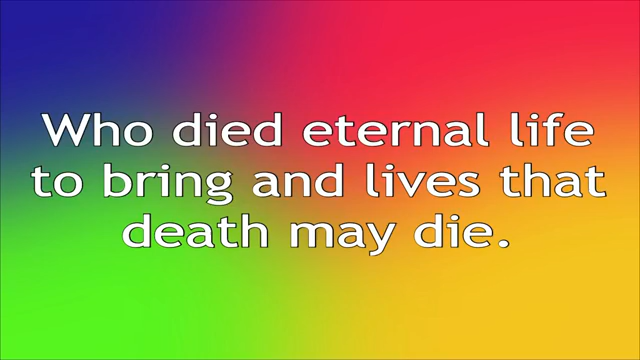 Who died eternal life
to bring and lives that
death may die.